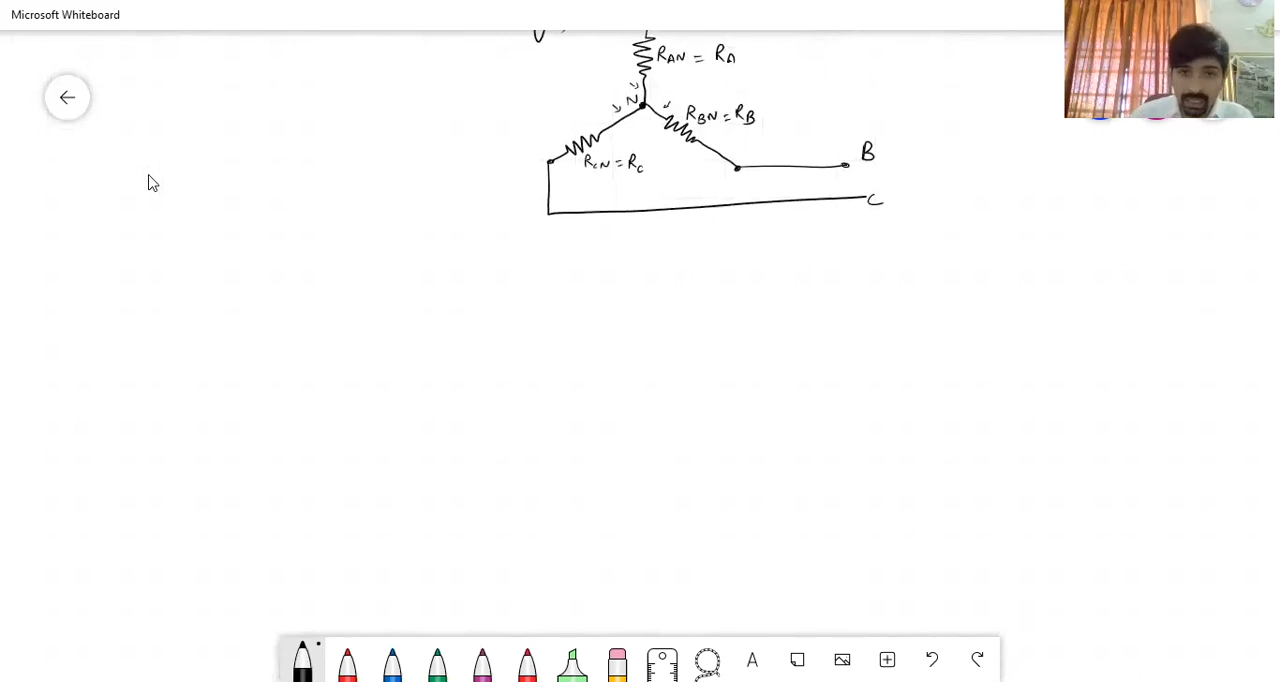 Microsoft Whiteboard
R_AN = R_A
N
R_BN = R_B
R_CN = R_C
B
C
A